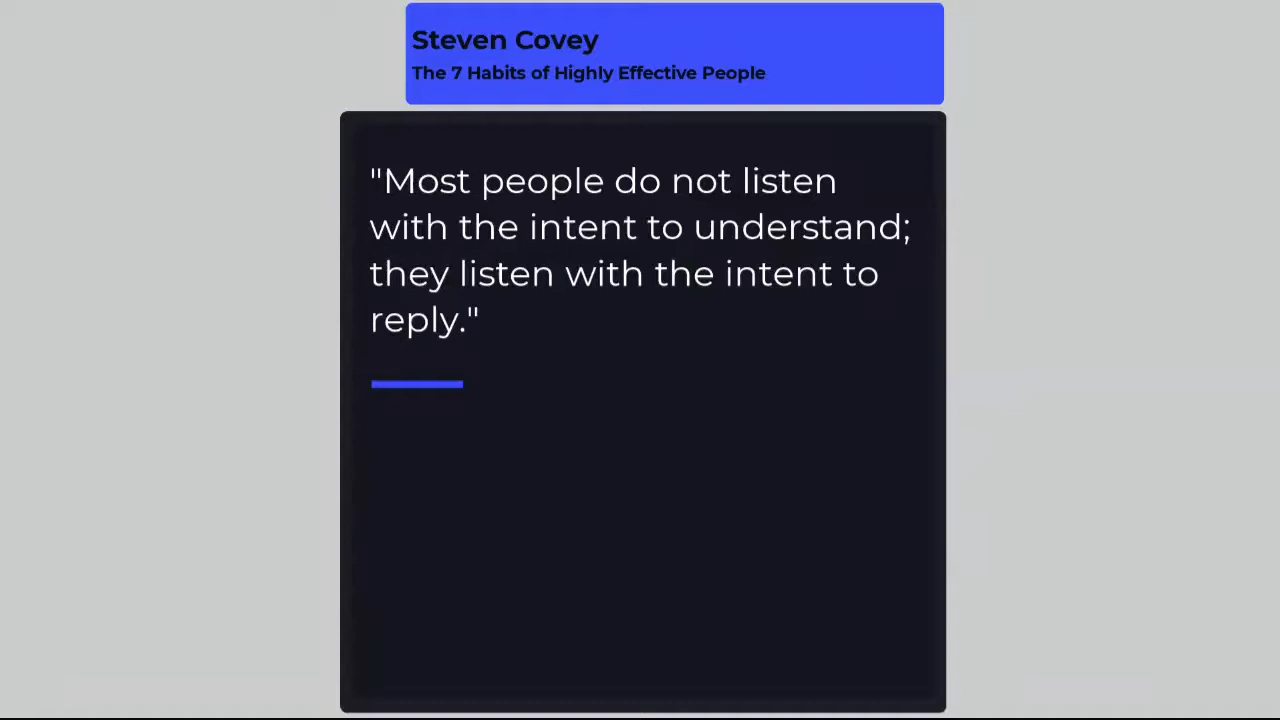 Steven Covey
The 7 Habits of Highly Effective People
"Most people do not listen
with the intent to understand;
they listen with the intent to
reply."